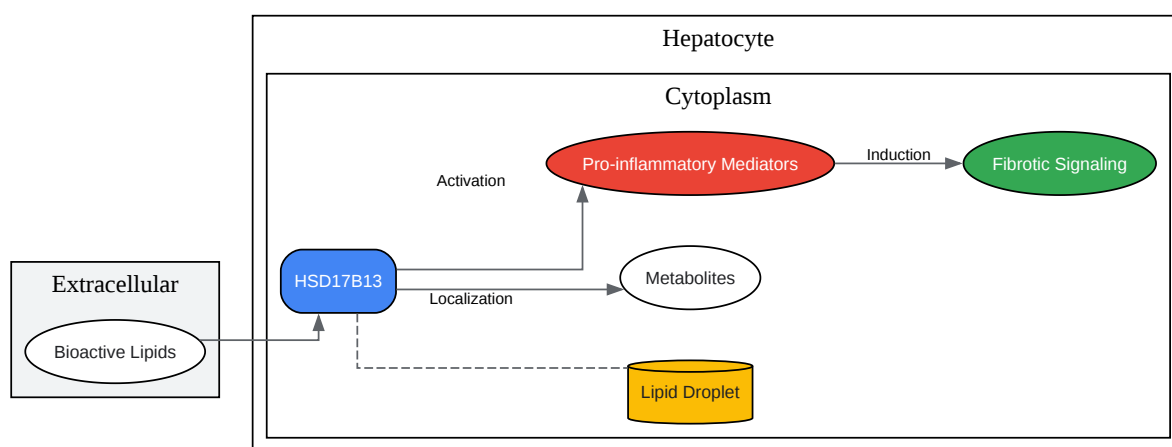 Hepatocyte
Cytoplasm
Pro-inflammatory Mediators
Induction
Fibrotic Signaling
Activation
Extracellular
HSD17B13
Metabolites
Localization
Bioactive Lipids
Lipid Droplet